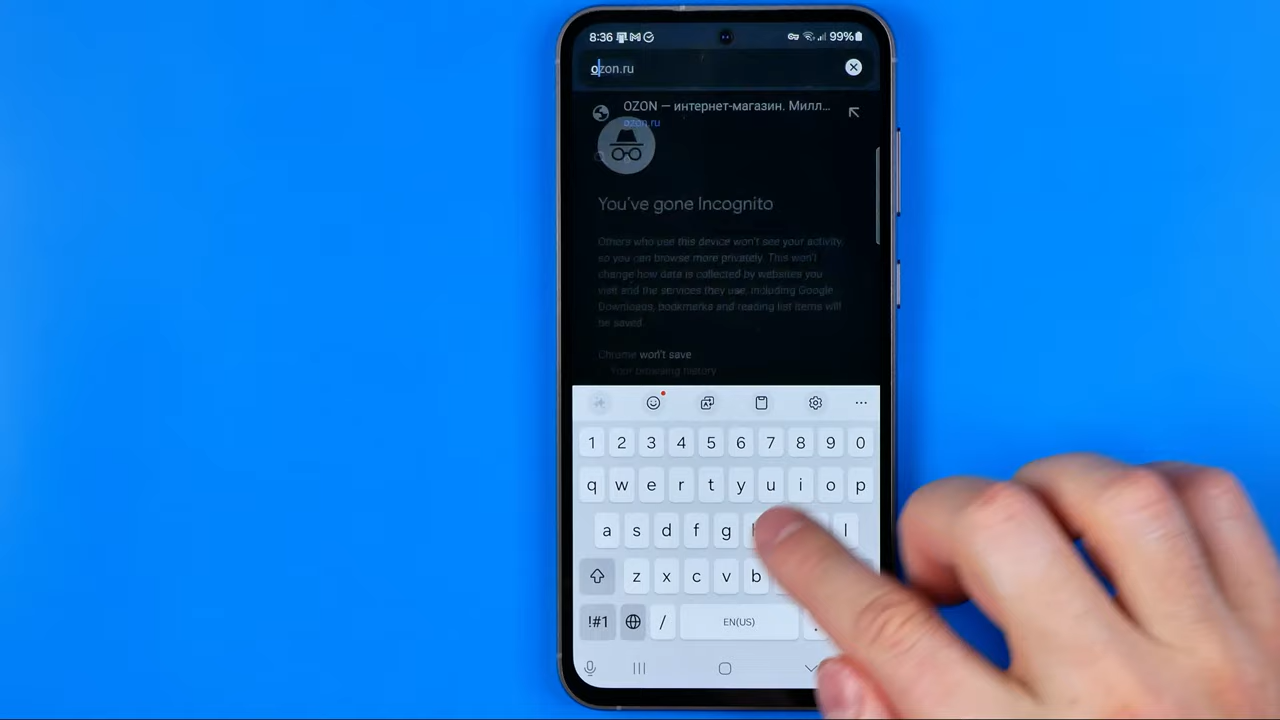 8:36 99%
ozon.ru
OZON — интернет-магазин. Милл...
ozon.ru
You've gone Incognito
Others who use this device won't see your activity,
so you can browse more privately. This won't
change how data is collected by websites you
visit and the services they use, including Google.
Downloads, bookmarks and reading list items will
be saved.
Chrome won't save
Your browsing history
1 2 3 4 5 6 7 8 9 0
q w e r t y u i o p
a s d f g l
z x c v b
!#1 / EN(US) .